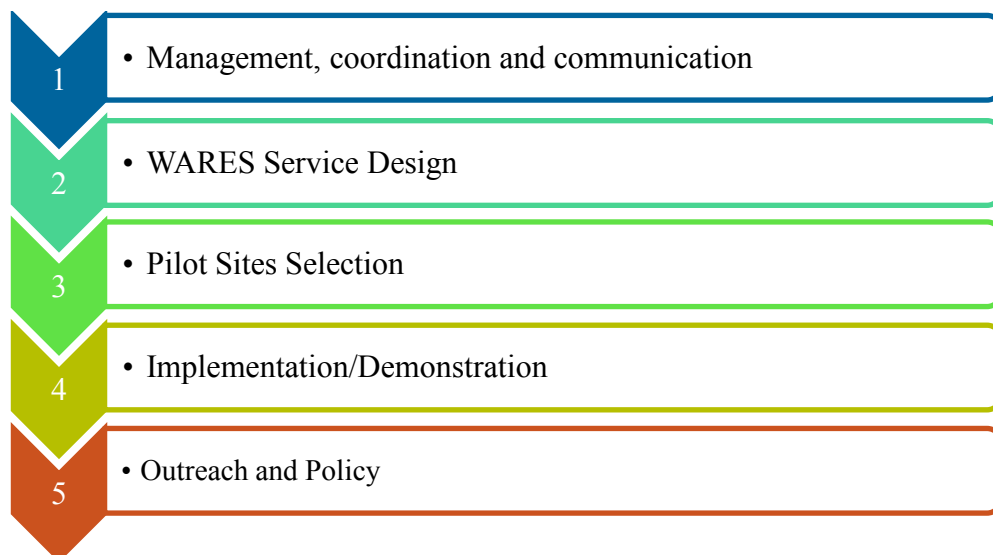 1
• Management, coordination and communication
2
• WARES Service Design
3
• Pilot Sites Selection
4
• Implementation/Demonstration
5
• Outreach and Policy